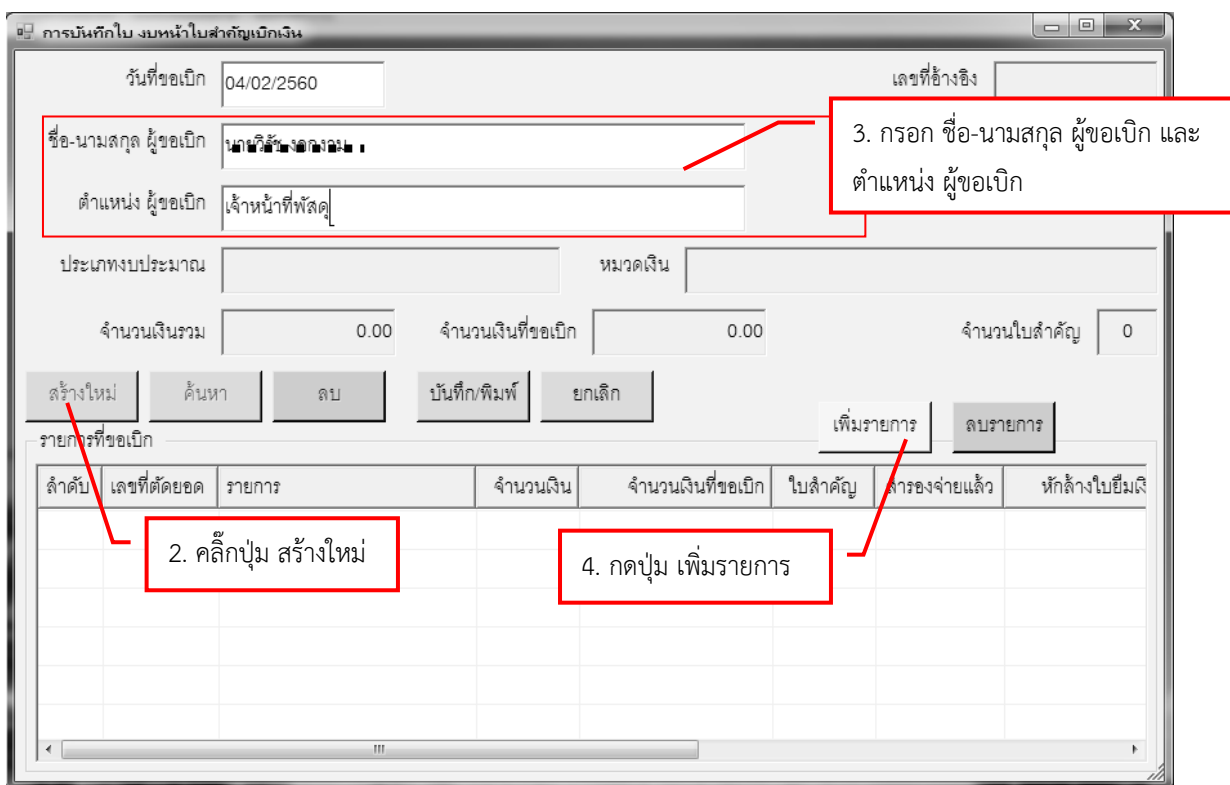 การบันทึกใบ งบหน้าใบสำคัญเบิกเงิน
วันที่ขอเบิก 04/02/2560 เลขที่อ้างอิง
ชื่อ-นามสกุล ผู้ขอเบิก
3. กรอก ชื่อ-นามสกุล ผู้ขอเบิก และ
ตำแหน่ง ผู้ขอเบิก
ตำแหน่ง ผู้ขอเบิก เจ้าหน้าที่พัสดุ
ประเภทงบประมาณ หมวดเงิน
จำนวนเงินรวม 0.00 จำนวนเงินที่ขอเบิก 0.00 จำนวนใบสำคัญ 0
สร้างใหม่ ค้นหา ลบ บันทึก/พิมพ์ ยกเลิก
เพิ่มรายการ ลบรายการ
รายการที่ขอเบิก
ลำดับ เลขที่ตัดยอด รายการ จำนวนเงิน จำนวนเงินที่ขอเบิก ใบสำคัญ สำรองจ่ายแล้ว หักล้างใบยืมเงิ
2. คลิ๊กปุ่ม สร้างใหม่
4. กดปุ่ม เพิ่มรายการ